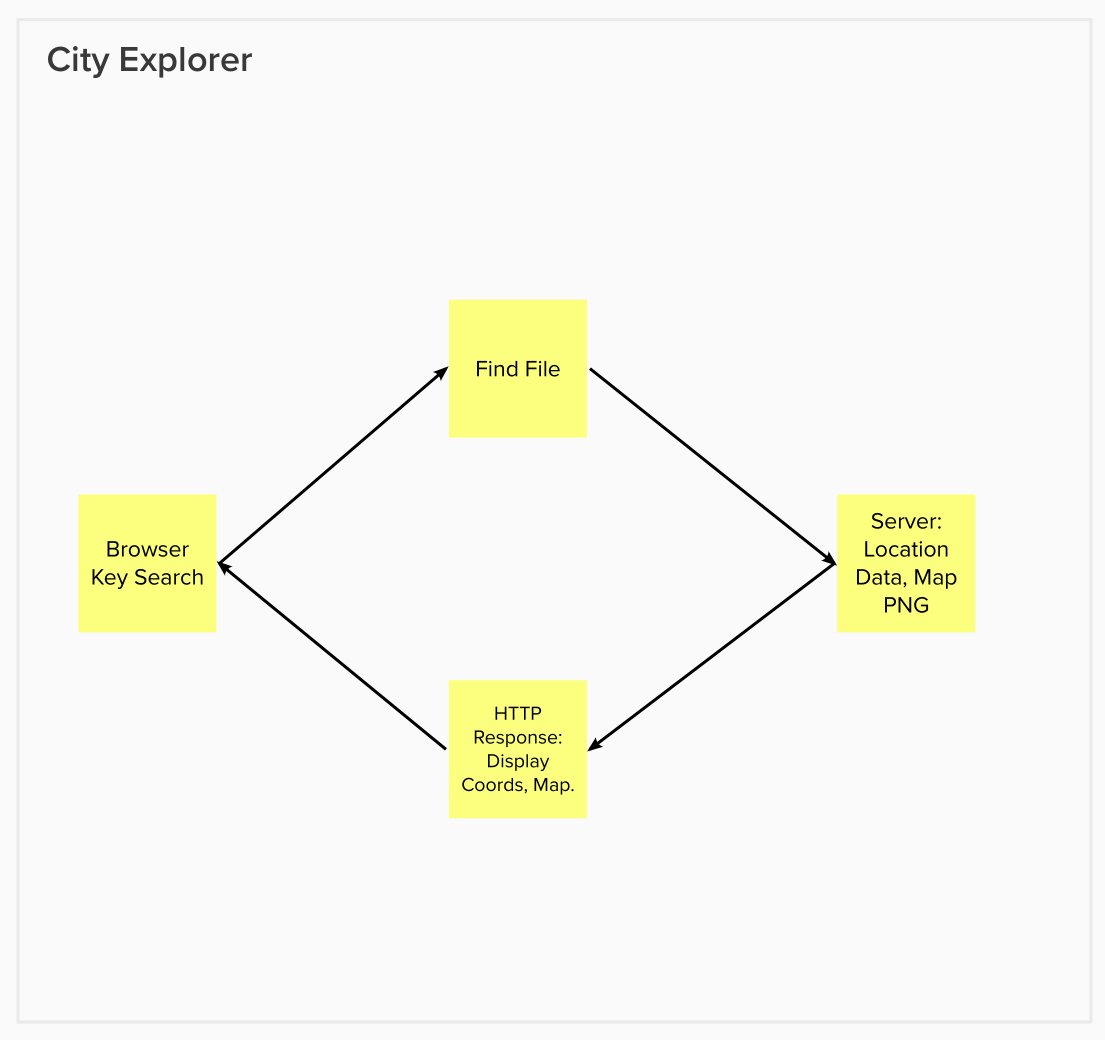 City Explorer
Find File
Browser
Key Search
Server:
Location
Data, Map
PNG
HTTP
Response:
Display
Coords, Map.